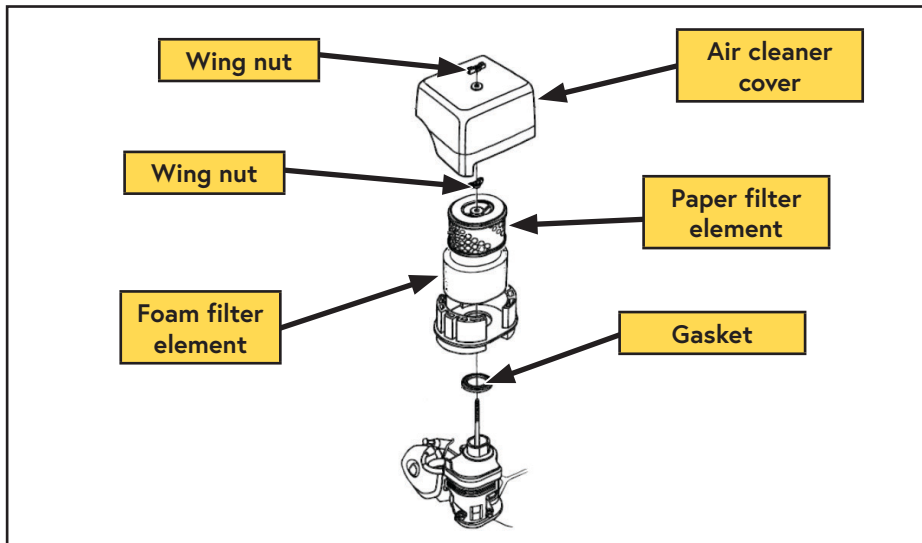 Wing nut
Air cleaner
cover
Wing nut
Paper filter
element
Foam filter
element
Gasket